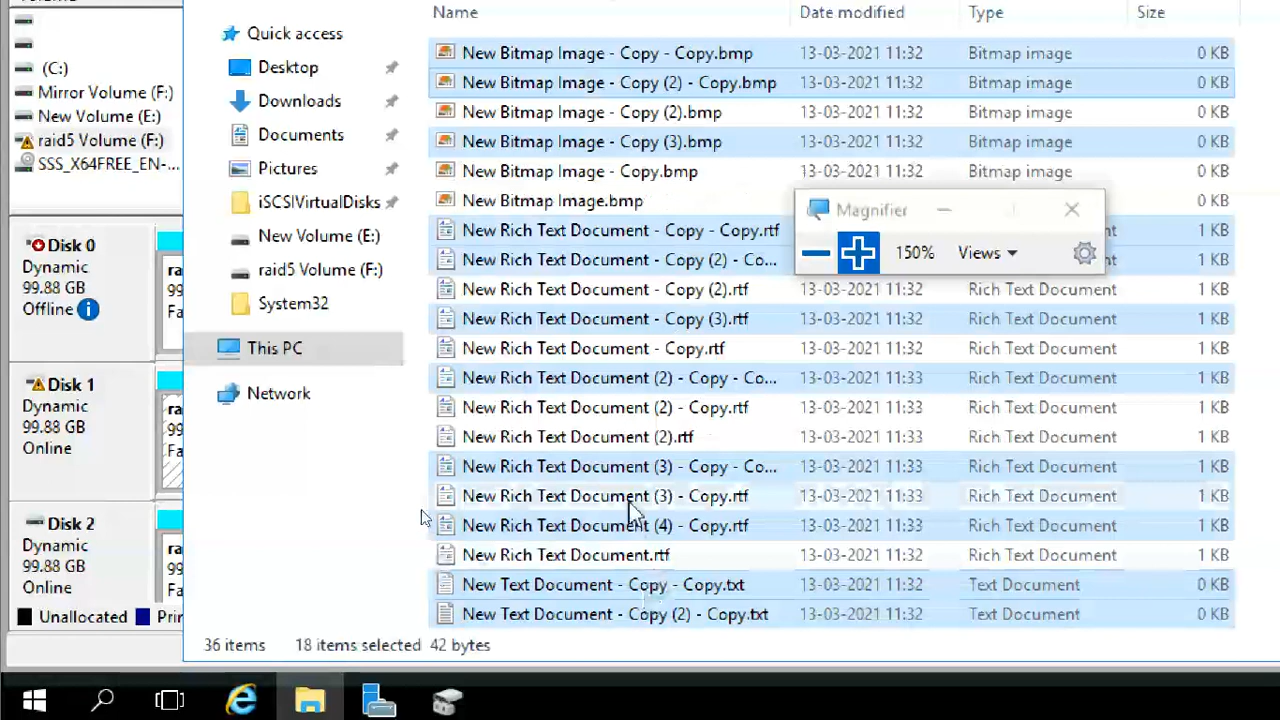 Name Date modified Type Size
(C:)
Mirror Volume (F:)
New Volume (E:)
raid5 Volume (F:)
SSS_X64FREE_EN-...
Disk 0
Dynamic
99.88 GB
Offline
ra
99
Fa
Disk 1
Dynamic
99.88 GB
Online
ra
99
Fa
Disk 2
Dynamic
99.88 GB
Online
ra
99
Fa
Unallocated Prin
Quick access
Desktop
Downloads
Documents
Pictures
iSCSIVirtualDisks
New Volume (E:)
raid5 Volume (F:)
System32
This PC
Network
New Bitmap Image - Copy - Copy.bmp 13-03-2021 11:32 Bitmap image 0 KB
New Bitmap Image - Copy (2) - Copy.bmp 13-03-2021 11:32 Bitmap image 0 KB
New Bitmap Image - Copy (2).bmp 13-03-2021 11:32 Bitmap image 0 KB
New Bitmap Image - Copy (3).bmp 13-03-2021 11:32 Bitmap image 0 KB
New Bitmap Image - Copy.bmp 13-03-2021 11:32 Bitmap image 0 KB
New Bitmap Image.bmp
New Rich Text Document - Copy - Copy.rtf 1 KB
New Rich Text Document - Copy (2) - Co... 1 KB
New Rich Text Document - Copy (2).rtf 13-03-2021 11:32 Rich Text Document 1 KB
New Rich Text Document - Copy (3).rtf 13-03-2021 11:32 Rich Text Document 1 KB
New Rich Text Document - Copy.rtf 13-03-2021 11:32 Rich Text Document 1 KB
New Rich Text Document (2) - Copy - Co... 13-03-2021 11:33 Rich Text Document 1 KB
New Rich Text Document (2) - Copy.rtf 13-03-2021 11:33 Rich Text Document 1 KB
New Rich Text Document (2).rtf 13-03-2021 11:33 Rich Text Document 1 KB
New Rich Text Document (3) - Copy - Co... 13-03-2021 11:33 Rich Text Document 1 KB
New Rich Text Document (3) - Copy.rtf 13-03-2021 11:33 Rich Text Document 1 KB
New Rich Text Document (4) - Copy.rtf 13-03-2021 11:33 Rich Text Document 1 KB
New Rich Text Document.rtf 13-03-2021 11:32 Rich Text Document 1 KB
New Text Document - Copy - Copy.txt 13-03-2021 11:32 Text Document 0 KB
New Text Document - Copy (2) - Copy.txt 13-03-2021 11:32 Text Document 0 KB
Magnifier
150% Views
36 items 18 items selected 42 bytes